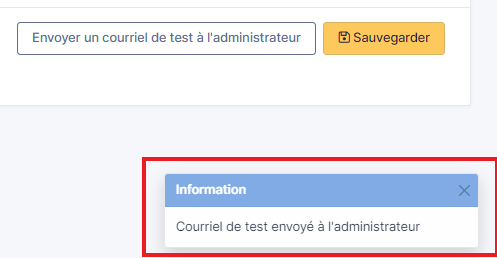 Envoyer un courriel de test à l'administrateur
Sauvegarder
Information
Courriel de test envoyé à l'administrateur